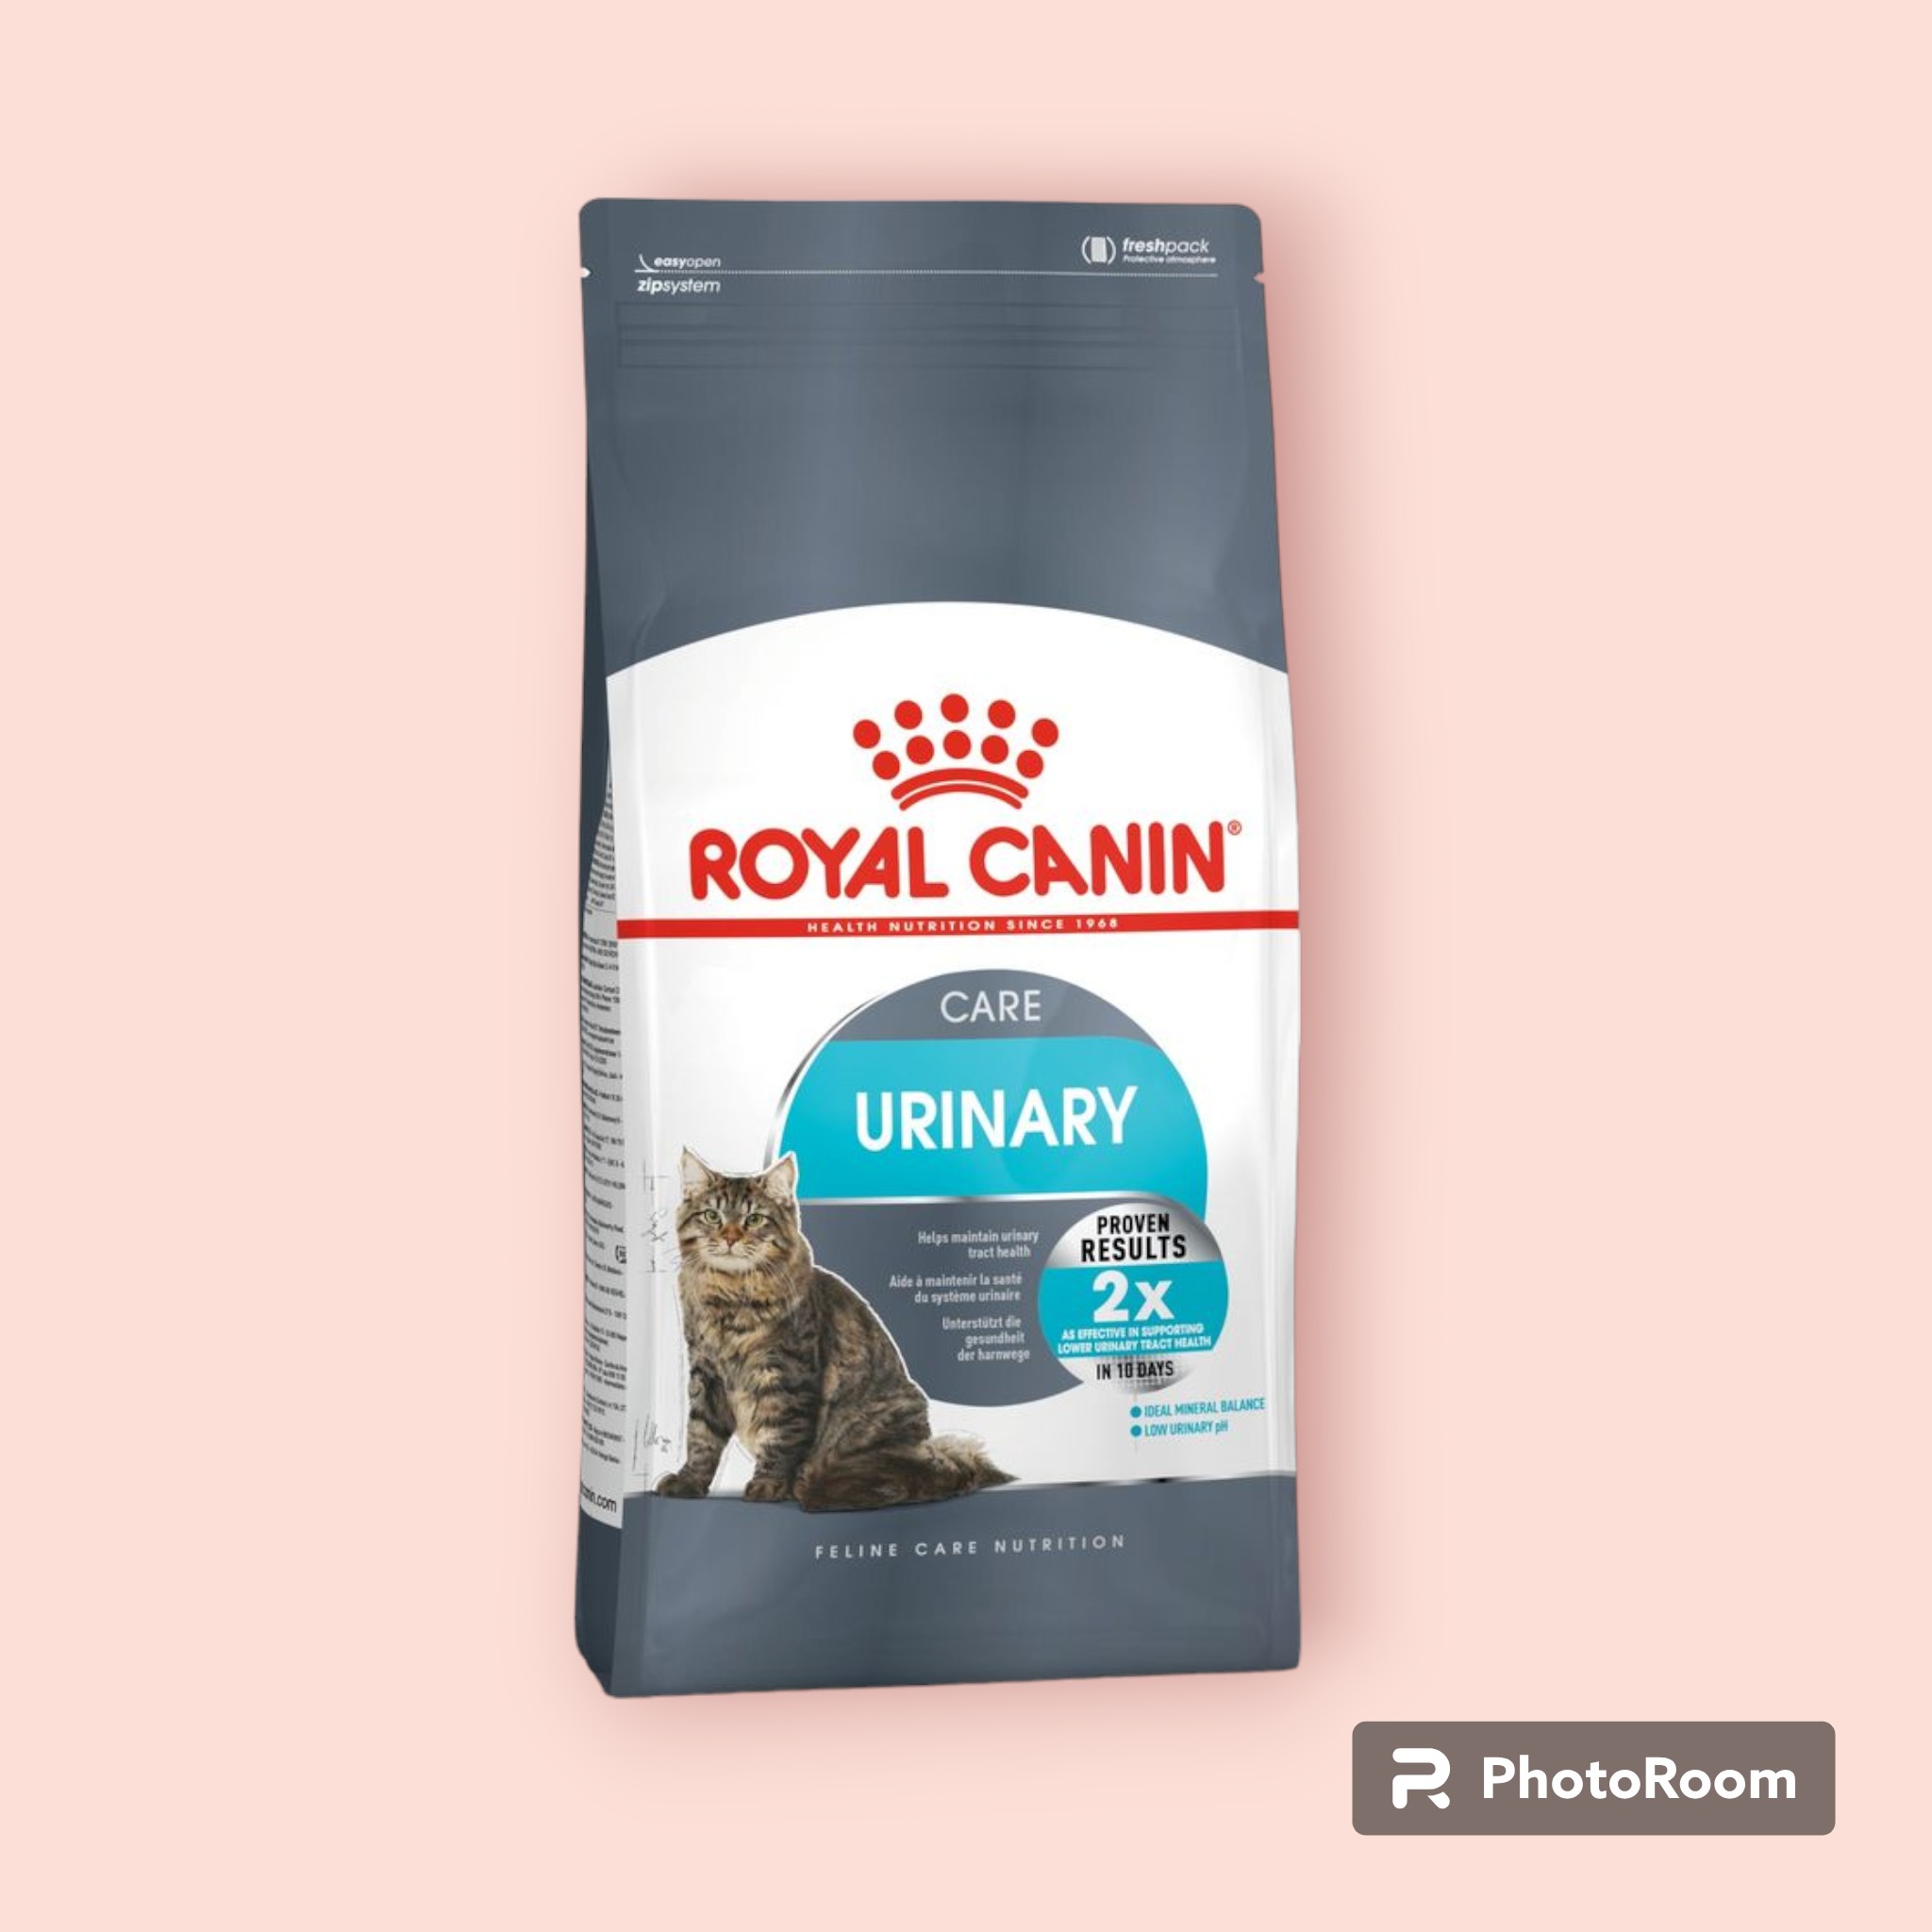 easyopen
zipsystem
freshpack
Protective atmosphere
ROYAL CANIN®
HEALTH NUTRITION SINCE 1968
CARE
URINARY
Helps maintain urinary
tract health
Aide à maintenir la santé
du système urinaire
Unterstützt die
gesundheit
der harnwege
PROVEN
RESULTS
2x
AS EFFECTIVE IN SUPPORTING
LOWER URINARY TRACT HEALTH
IN 10 DAYS
IDEAL MINERAL BALANCE
LOW URINARY pH
FELINE CARE NUTRITION
PhotoRoom